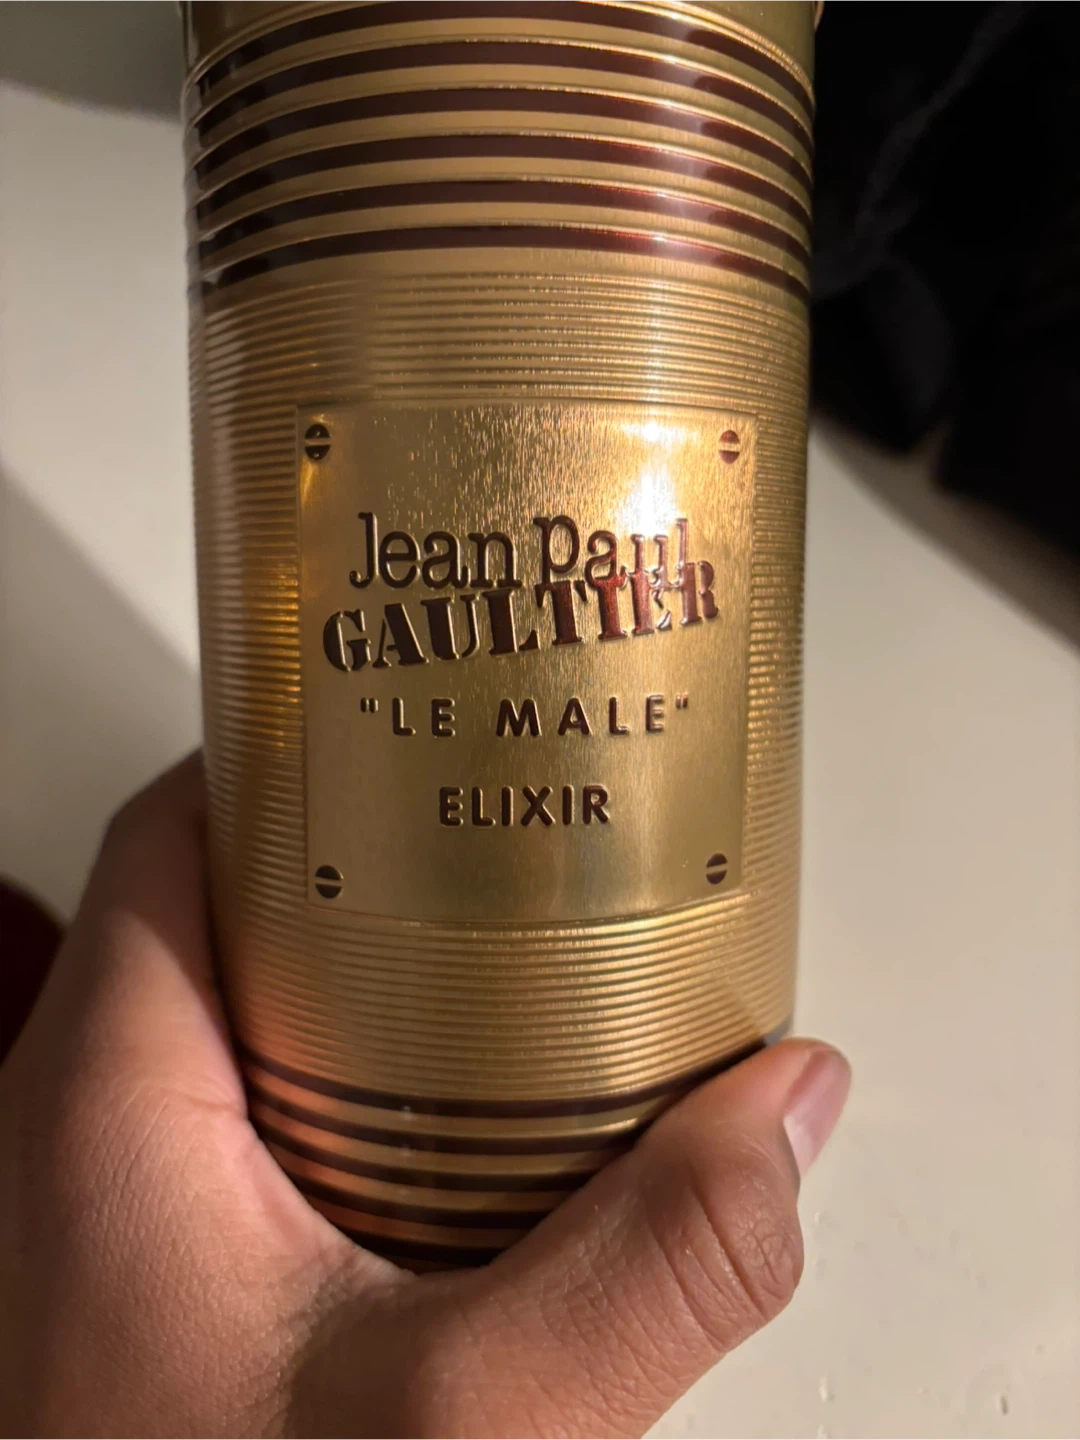 Jean Paul
GAULTIER
"LE MALE"
ELIXIR